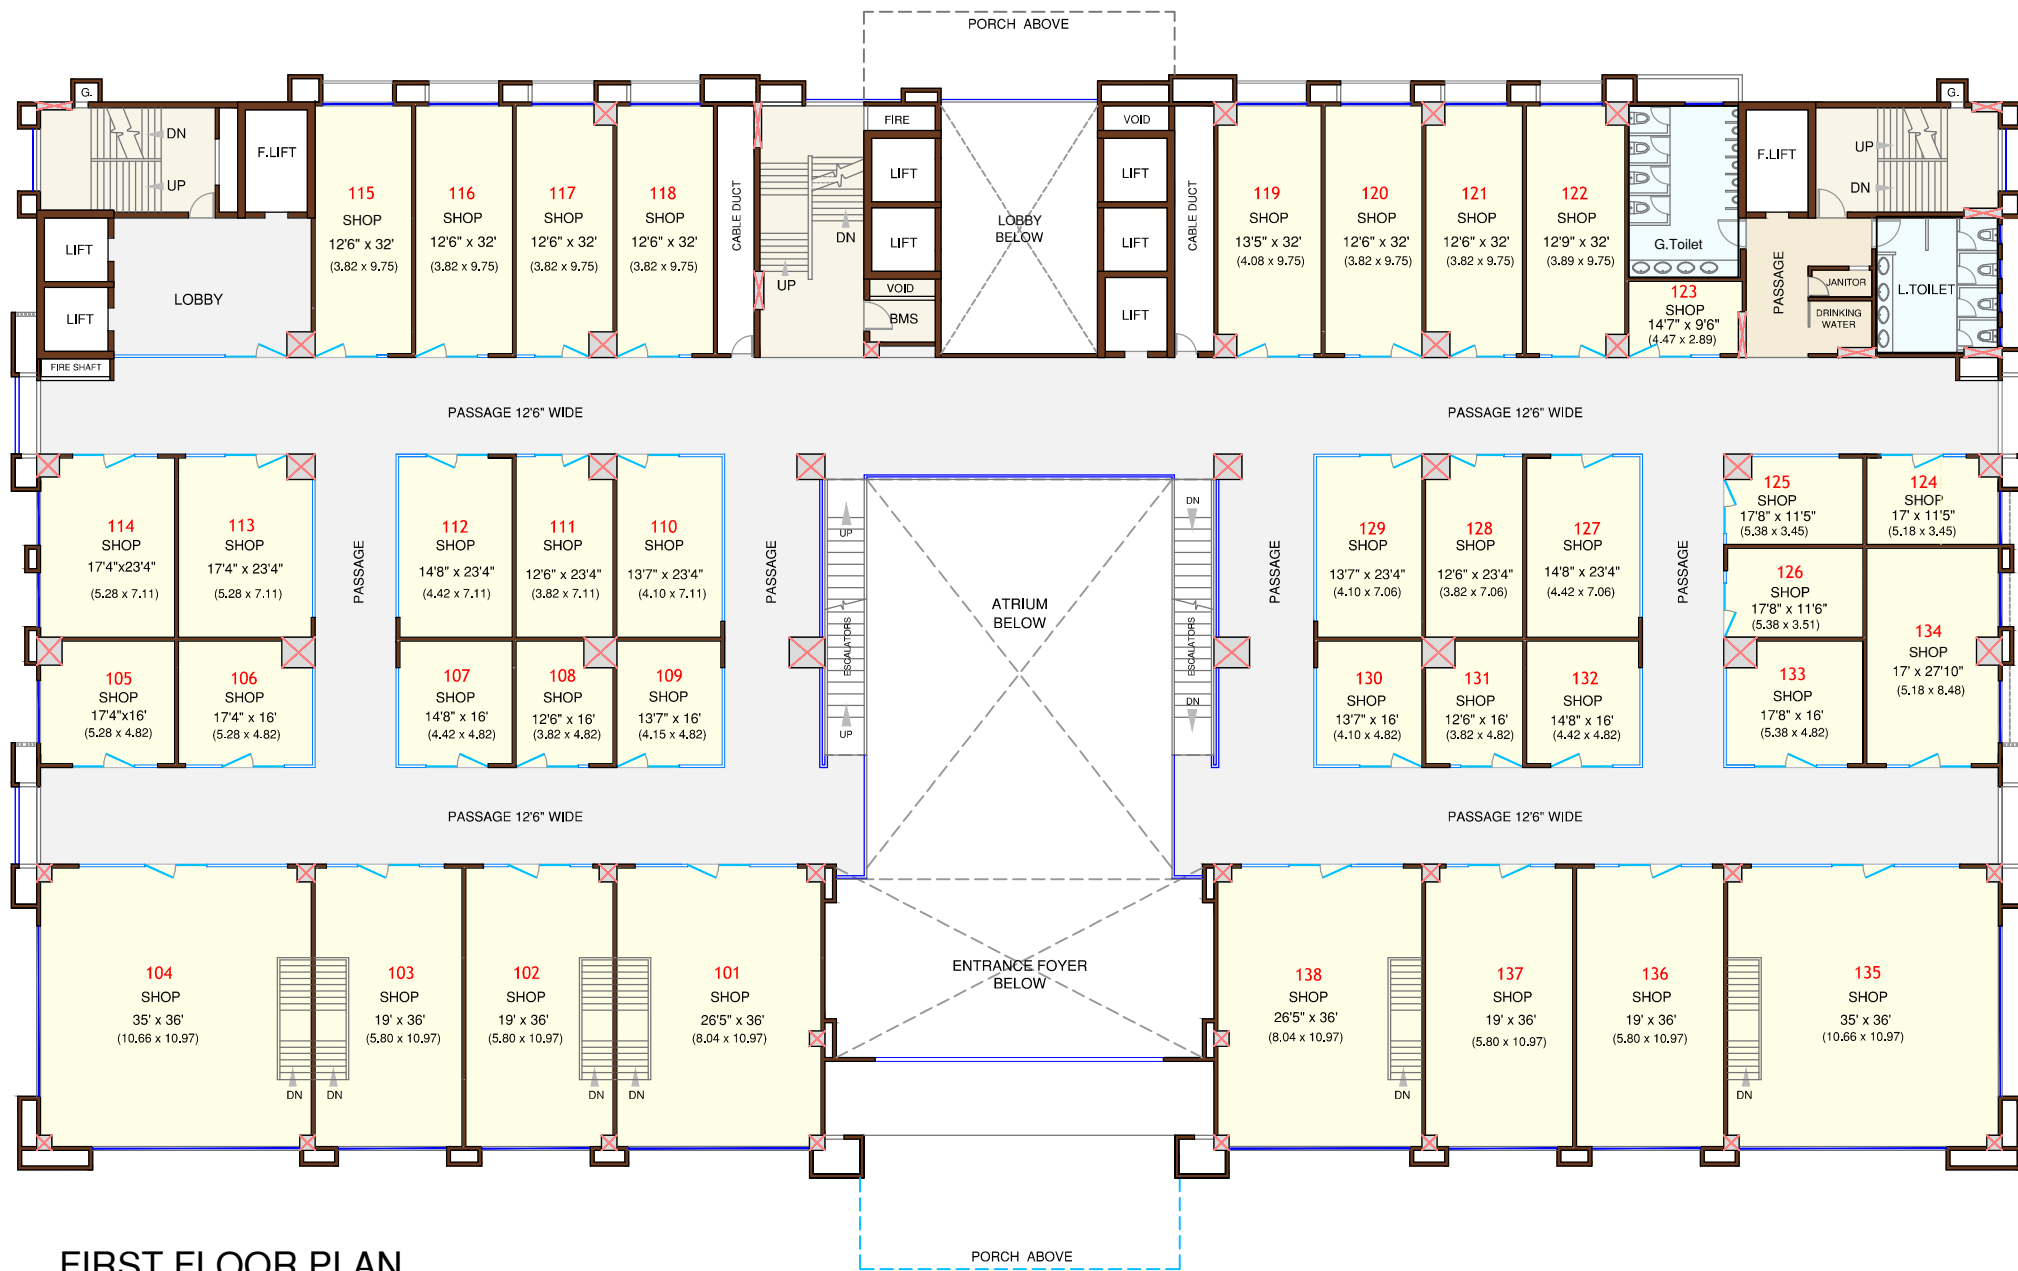 PORCH ABOVE
G.
DN
UP
F.LIFT
LIFT
LIFT
LOBBY
FIRE SHAFT
115
SHOP
12'6" x 32'
(3.82 x 9.75)
116
SHOP
12'6" x 32'
(3.82 x 9.75)
117
SHOP
12'6" x 32'
(3.82 x 9.75)
118
SHOP
12'6" x 32'
(3.82 x 9.75)
CABLE DUCT
DN
UP
FIRE
LIFT
LIFT
VOID
BMS
LOBBY
BELOW
VOID
LIFT
LIFT
LIFT
CABLE DUCT
119
SHOP
13'5" x 32'
(4.08 x 9.75)
120
SHOP
12'6" x 32'
(3.82 x 9.75)
121
SHOP
12'6" x 32'
(3.82 x 9.75)
122
SHOP
12'9" x 32'
(3.89 x 9.75)
G.Toilet
123
SHOP
14'7" x 9'6"
(4.47 x 2.89)
F.LIFT
G.
UP
DN
PASSAGE
JANITOR
DRINKING
WATER
L.TOILET
PASSAGE 12'6" WIDE
PASSAGE 12'6" WIDE
114
SHOP
17'4"x23'4"
(5.28 x 7.11)
113
SHOP
17'4" x 23'4"
(5.28 x 7.11)
PASSAGE
112
SHOP
14'8" x 23'4"
(4.42 x 7.11)
111
SHOP
12'6" x 23'4"
(3.82 x 7.11)
110
SHOP
13'7" x 23'4"
(4.10 x 7.11)
PASSAGE
UP
ESCALATORS
UP
ATRIUM
BELOW
DN
ESCALATORS
DN
PASSAGE
129
SHOP
13'7" x 23'4"
(4.10 x 7.06)
128
SHOP
12'6" x 23'4"
(3.82 x 7.06)
127
SHOP
14'8" x 23'4"
(4.42 x 7.06)
PASSAGE
125
SHOP
17'8" x 11'5"
(5.38 x 3.45)
124
SHOP
17' x 11'5"
(5.18 x 3.45)
126
SHOP
17'8" x 11'6"
(5.38 x 3.51)
134
SHOP
17' x 27'10"
(5.18 x 8.48)
105
SHOP
17'4"x16'
(5.28 x 4.82)
106
SHOP
17'4" x 16'
(5.28 x 4.82)
107
SHOP
14'8" x 16'
(4.42 x 4.82)
108
SHOP
12'6" x 16'
(3.82 x 4.82)
109
SHOP
13'7" x 16'
(4.15 x 4.82)
130
SHOP
13'7" x 16'
(4.10 x 4.82)
131
SHOP
12'6" x 16'
(3.82 x 4.82)
132
SHOP
14'8" x 16'
(4.42 x 4.82)
133
SHOP
17'8" x 16'
(5.38 x 4.82)
PASSAGE 12'6" WIDE
PASSAGE 12'6" WIDE
104
SHOP
35' x 36'
(10.66 x 10.97)
DN
103
SHOP
19' x 36'
(5.80 x 10.97)
DN
102
SHOP
19' x 36'
(5.80 x 10.97)
DN
101
SHOP
26'5" x 36'
(8.04 x 10.97)
DN
ENTRANCE FOYER
BELOW
138
SHOP
26'5" x 36'
(8.04 x 10.97)
DN
137
SHOP
19' x 36'
(5.80 x 10.97)
136
SHOP
19' x 36'
(5.80 x 10.97)
135
SHOP
35' x 36'
(10.66 x 10.97)
DN
PORCH ABOVE
FIRST FLOOR PLAN